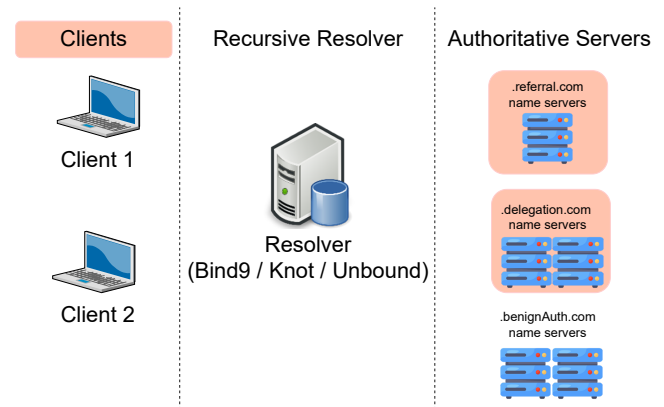 Clients
Recursive Resolver
Authoritative Servers
Client 1
Client 2
Resolver
(Bind9 / Knot / Unbound)
.referral.com
name servers
.delegation.com
name servers
.benignAuth.com
name servers